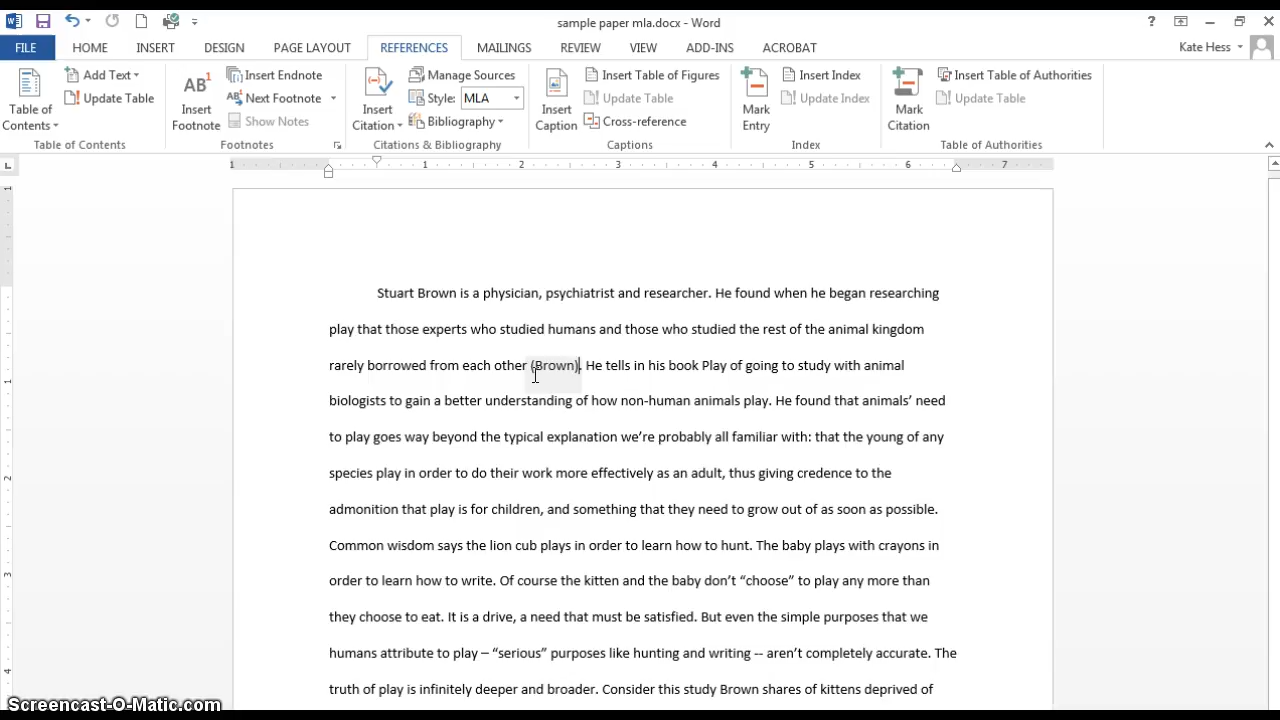 sample paper mla.docx - Word
FILE HOME INSERT DESIGN PAGE LAYOUT REFERENCES MAILINGS REVIEW VIEW ADD-INS ACROBAT Kate Hess
Table of Contents
Add Text
Update Table
Table of Contents
AB1 Insert Footnote
Insert Endnote
Next Footnote
Show Notes
Footnotes
Insert Citation
Manage Sources
Style: MLA
Bibliography
Citations & Bibliography
Insert Caption
Insert Table of Figures
Update Table
Cross-reference
Captions
Mark Entry
Insert Index
Update Index
Index
Mark Citation
Insert Table of Authorities
Update Table
Table of Authorities
1 1 2 3 4 5 6 7
1
1
2
3
4
Stuart Brown is a physician, psychiatrist and researcher. He found when he began researching
play that those experts who studied humans and those who studied the rest of the animal kingdom
rarely borrowed from each other (Brown). He tells in his book Play of going to study with animal
biologists to gain a better understanding of how non-human animals play. He found that animals’ need
to play goes way beyond the typical explanation we’re probably all familiar with: that the young of any
species play in order to do their work more effectively as an adult, thus giving credence to the
admonition that play is for children, and something that they need to grow out of as soon as possible.
Common wisdom says the lion cub plays in order to learn how to hunt. The baby plays with crayons in
order to learn how to write. Of course the kitten and the baby don’t “choose” to play any more than
they choose to eat. It is a drive, a need that must be satisfied. But even the simple purposes that we
humans attribute to play – “serious” purposes like hunting and writing -- aren’t completely accurate. The
truth of play is infinitely deeper and broader. Consider this study Brown shares of kittens deprived of
Screencast-O-Matic.com